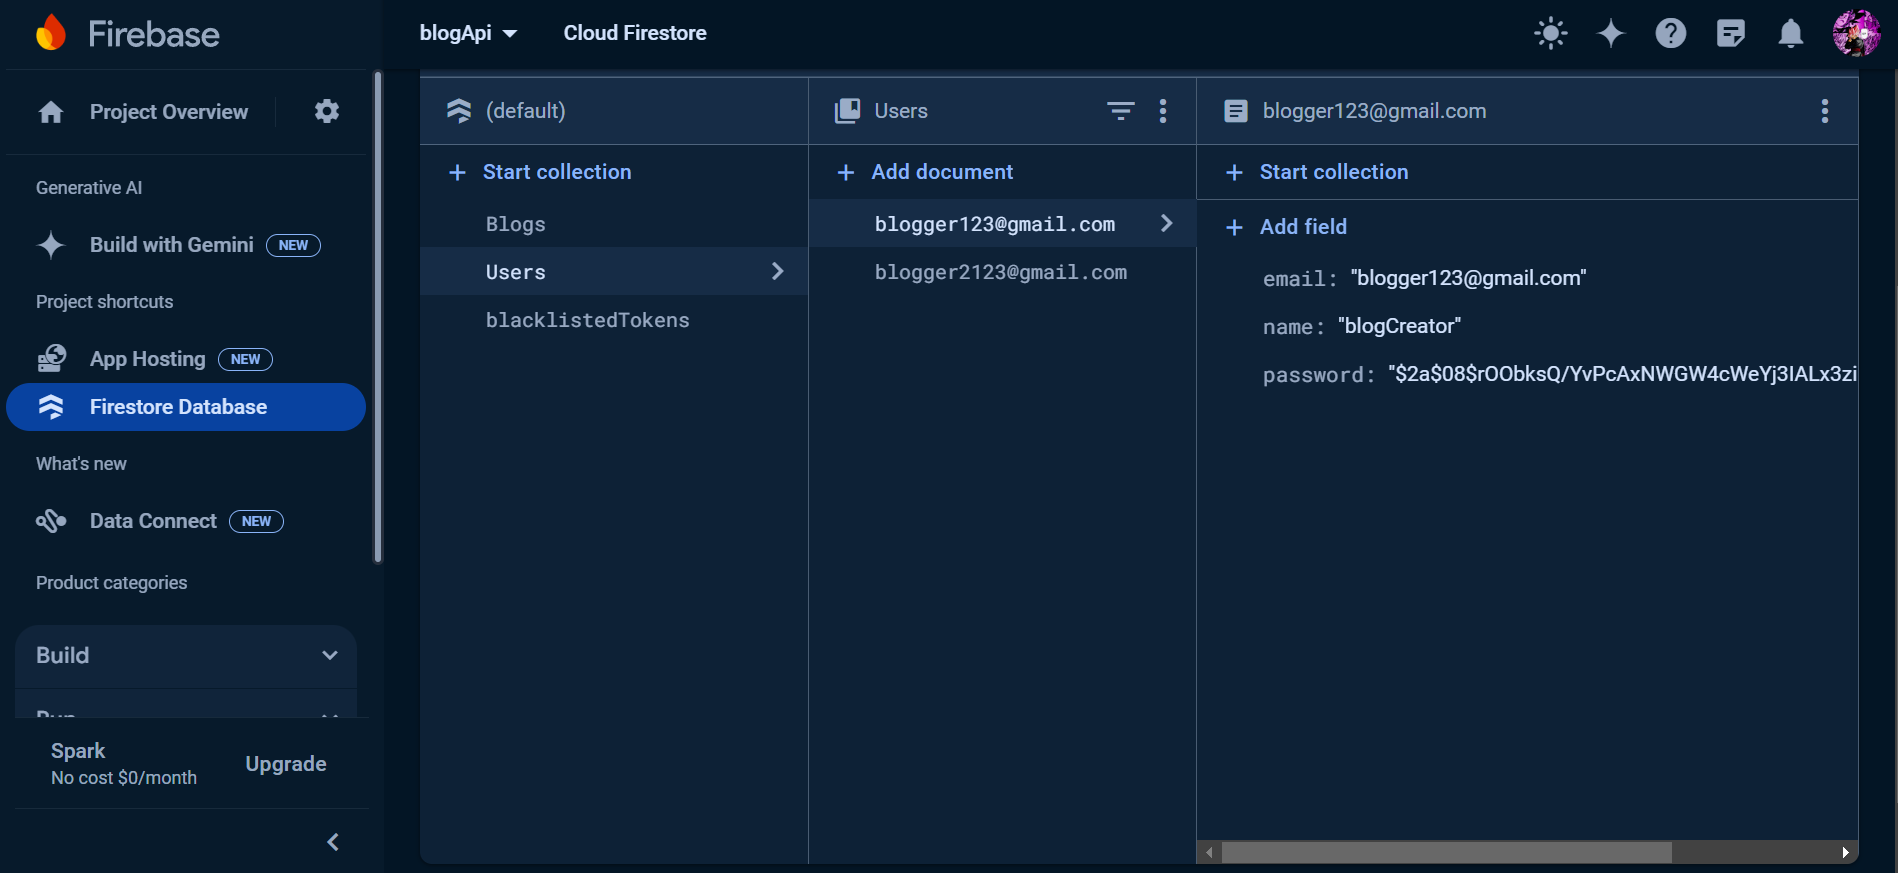 Firebase
blogApi
Cloud Firestore
Project Overview
Generative AI
Build with Gemini NEW
Project shortcuts
App Hosting NEW
Firestore Database
What's new
Data Connect NEW
Product categories
Build
Run
Spark
No cost $0/month
Upgrade
(default)
+ Start collection
Blogs
Users
blacklistedTokens
Users
+ Add document
blogger123@gmail.com
blogger2123@gmail.com
blogger123@gmail.com
+ Start collection
+ Add field
email: "blogger123@gmail.com"
name: "blogCreator"
password: "$2a$08$rOObksQ/YvPcAxNWGW4cWeYj3IALx3zi